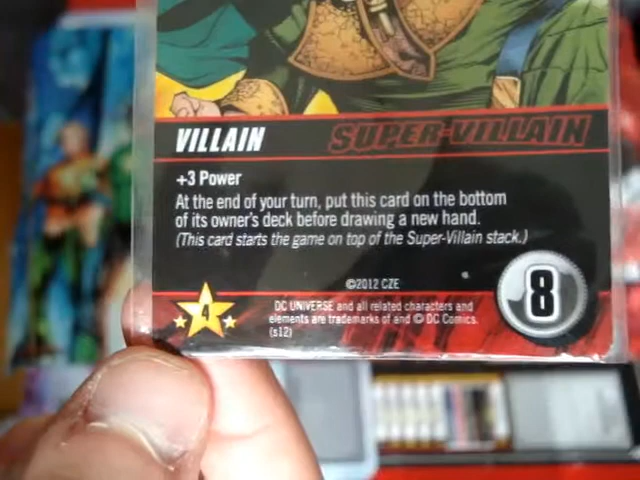 VILLAIN SUPER-VILLAIN
+3 Power
At the end of your turn, put this card on the bottom
of its owner's deck before drawing a new hand.
(This card starts the game on top of the Super-Villain stack.)
©2012 CZE
4
DC UNIVERSE and all related characters and
elements are trademarks of and © DC Comics.
(s12)
8